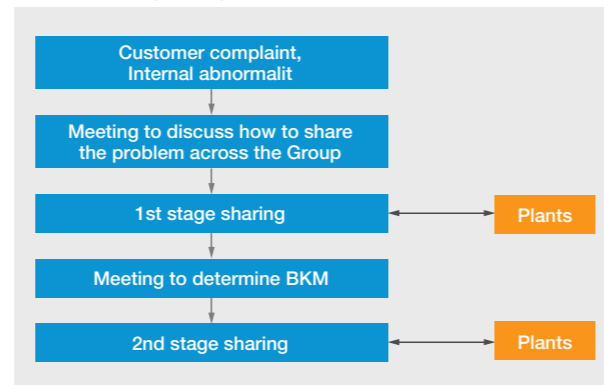 Customer complaint,
Internal abnormalit
Meeting to discuss how to share
the problem across the Group
1st stage sharing
Plants
Meeting to determine BKM
2nd stage sharing
Plants